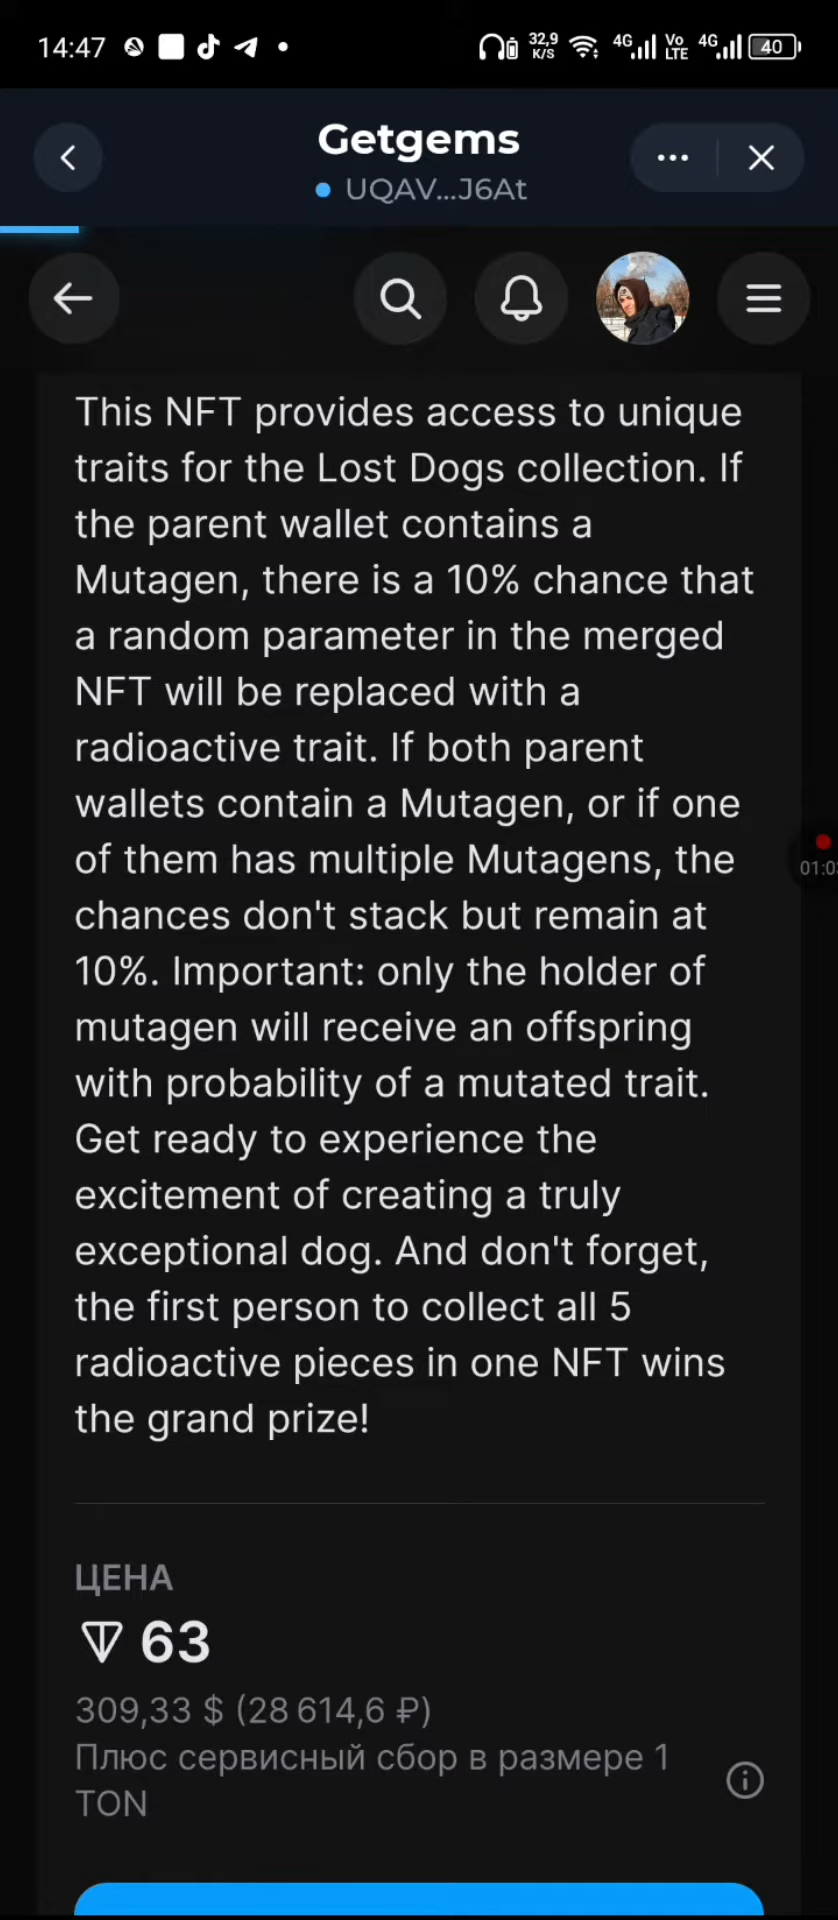 14:47 32,9 K/S 4G Vo LTE 4G 40
Getgems
UQAV...J6At
This NFT provides access to unique
traits for the Lost Dogs collection. If
the parent wallet contains a
Mutagen, there is a 10% chance that
a random parameter in the merged
NFT will be replaced with a
radioactive trait. If both parent
wallets contain a Mutagen, or if one
of them has multiple Mutagens, the
chances don't stack but remain at
10%. Important: only the holder of
mutagen will receive an offspring
with probability of a mutated trait.
Get ready to experience the
excitement of creating a truly
exceptional dog. And don't forget,
the first person to collect all 5
radioactive pieces in one NFT wins
the grand prize!
ЦЕНА
63
309,33 $ (28 614,6 ₽)
Плюс сервисный сбор в размере 1
TON